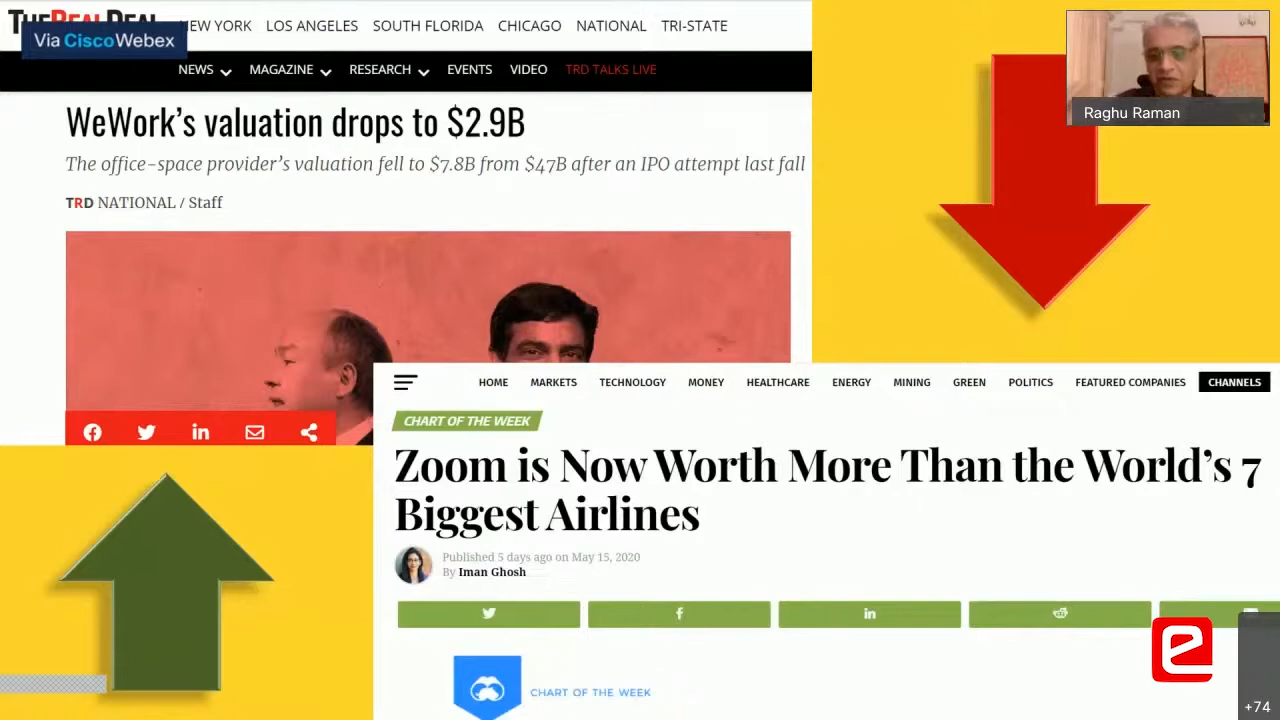 THE REAL DEAL
NEW YORK LOS ANGELES SOUTH FLORIDA CHICAGO NATIONAL TRI-STATE
Via CiscoWebex
NEWS MAGAZINE RESEARCH EVENTS VIDEO TRD TALKS LIVE
Raghu Raman
WeWork’s valuation drops to $2.9B
The office-space provider’s valuation fell to $7.8B from $47B after an IPO attempt last fall
TRD NATIONAL / Staff
HOME MARKETS TECHNOLOGY MONEY HEALTHCARE ENERGY MINING GREEN POLITICS FEATURED COMPANIES CHANNELS
CHART OF THE WEEK
Zoom is Now Worth More Than the World’s 7
Biggest Airlines
Published 5 days ago on May 15, 2020
By Iman Ghosh
CHART OF THE WEEK
e
+74